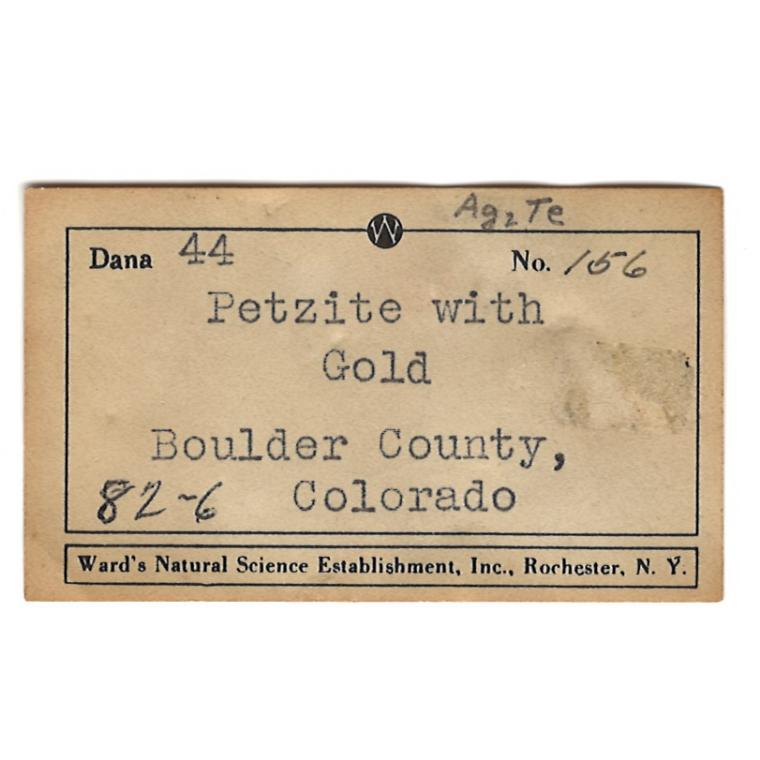 Ag₂Te
W
Dana 44 No. 156
Petzite with
Gold
Boulder County,
82-6 Colorado
Ward's Natural Science Establishment, Inc., Rochester, N. Y.